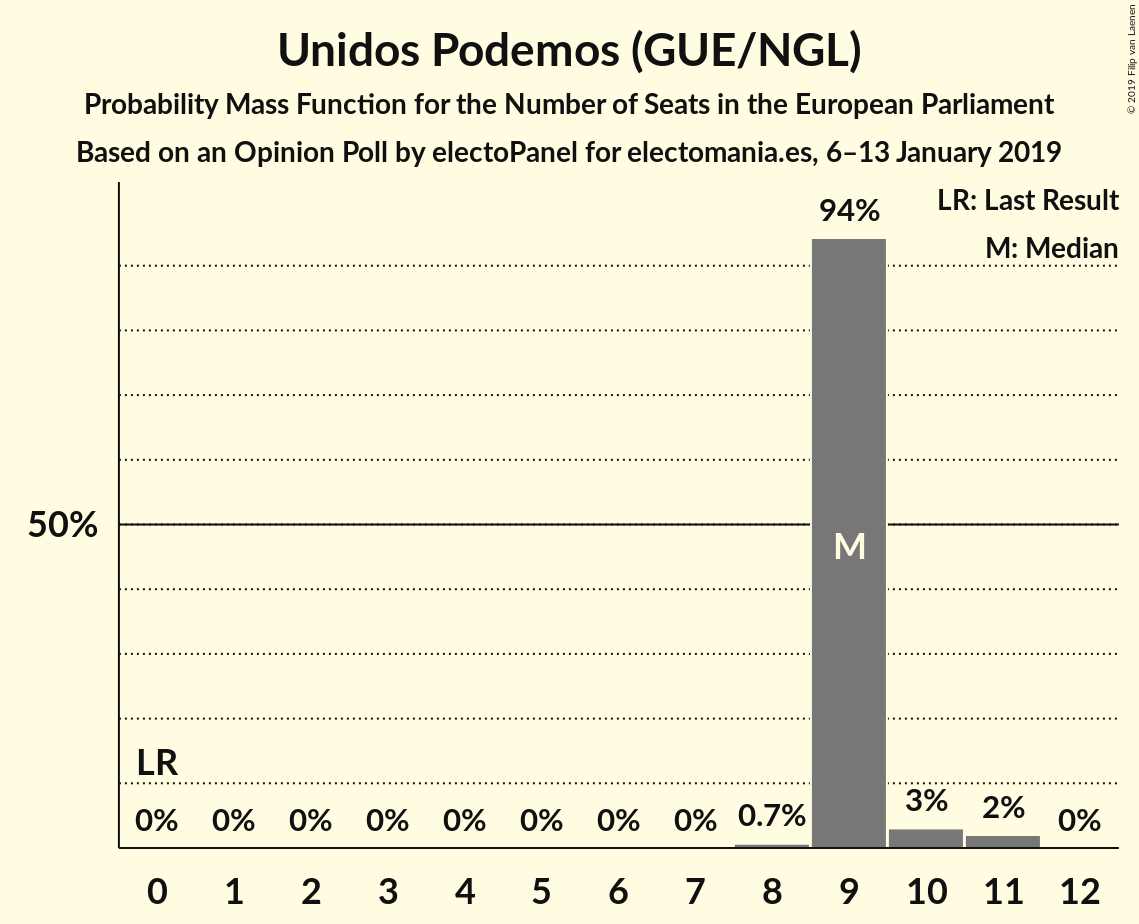 Unidos Podemos (GUE/NGL)
Probability Mass Function for the Number of Seats in the European Parliament
Based on an Opinion Poll by electoPanel for electomania.es, 6–13 January 2019
© 2019 Filip van Laenen
LR: Last Result
M: Median
94%
50%
M
LR
0% 0% 0% 0% 0% 0% 0% 0% 0.7% 3% 2% 0%
0 1 2 3 4 5 6 7 8 9 10 11 12